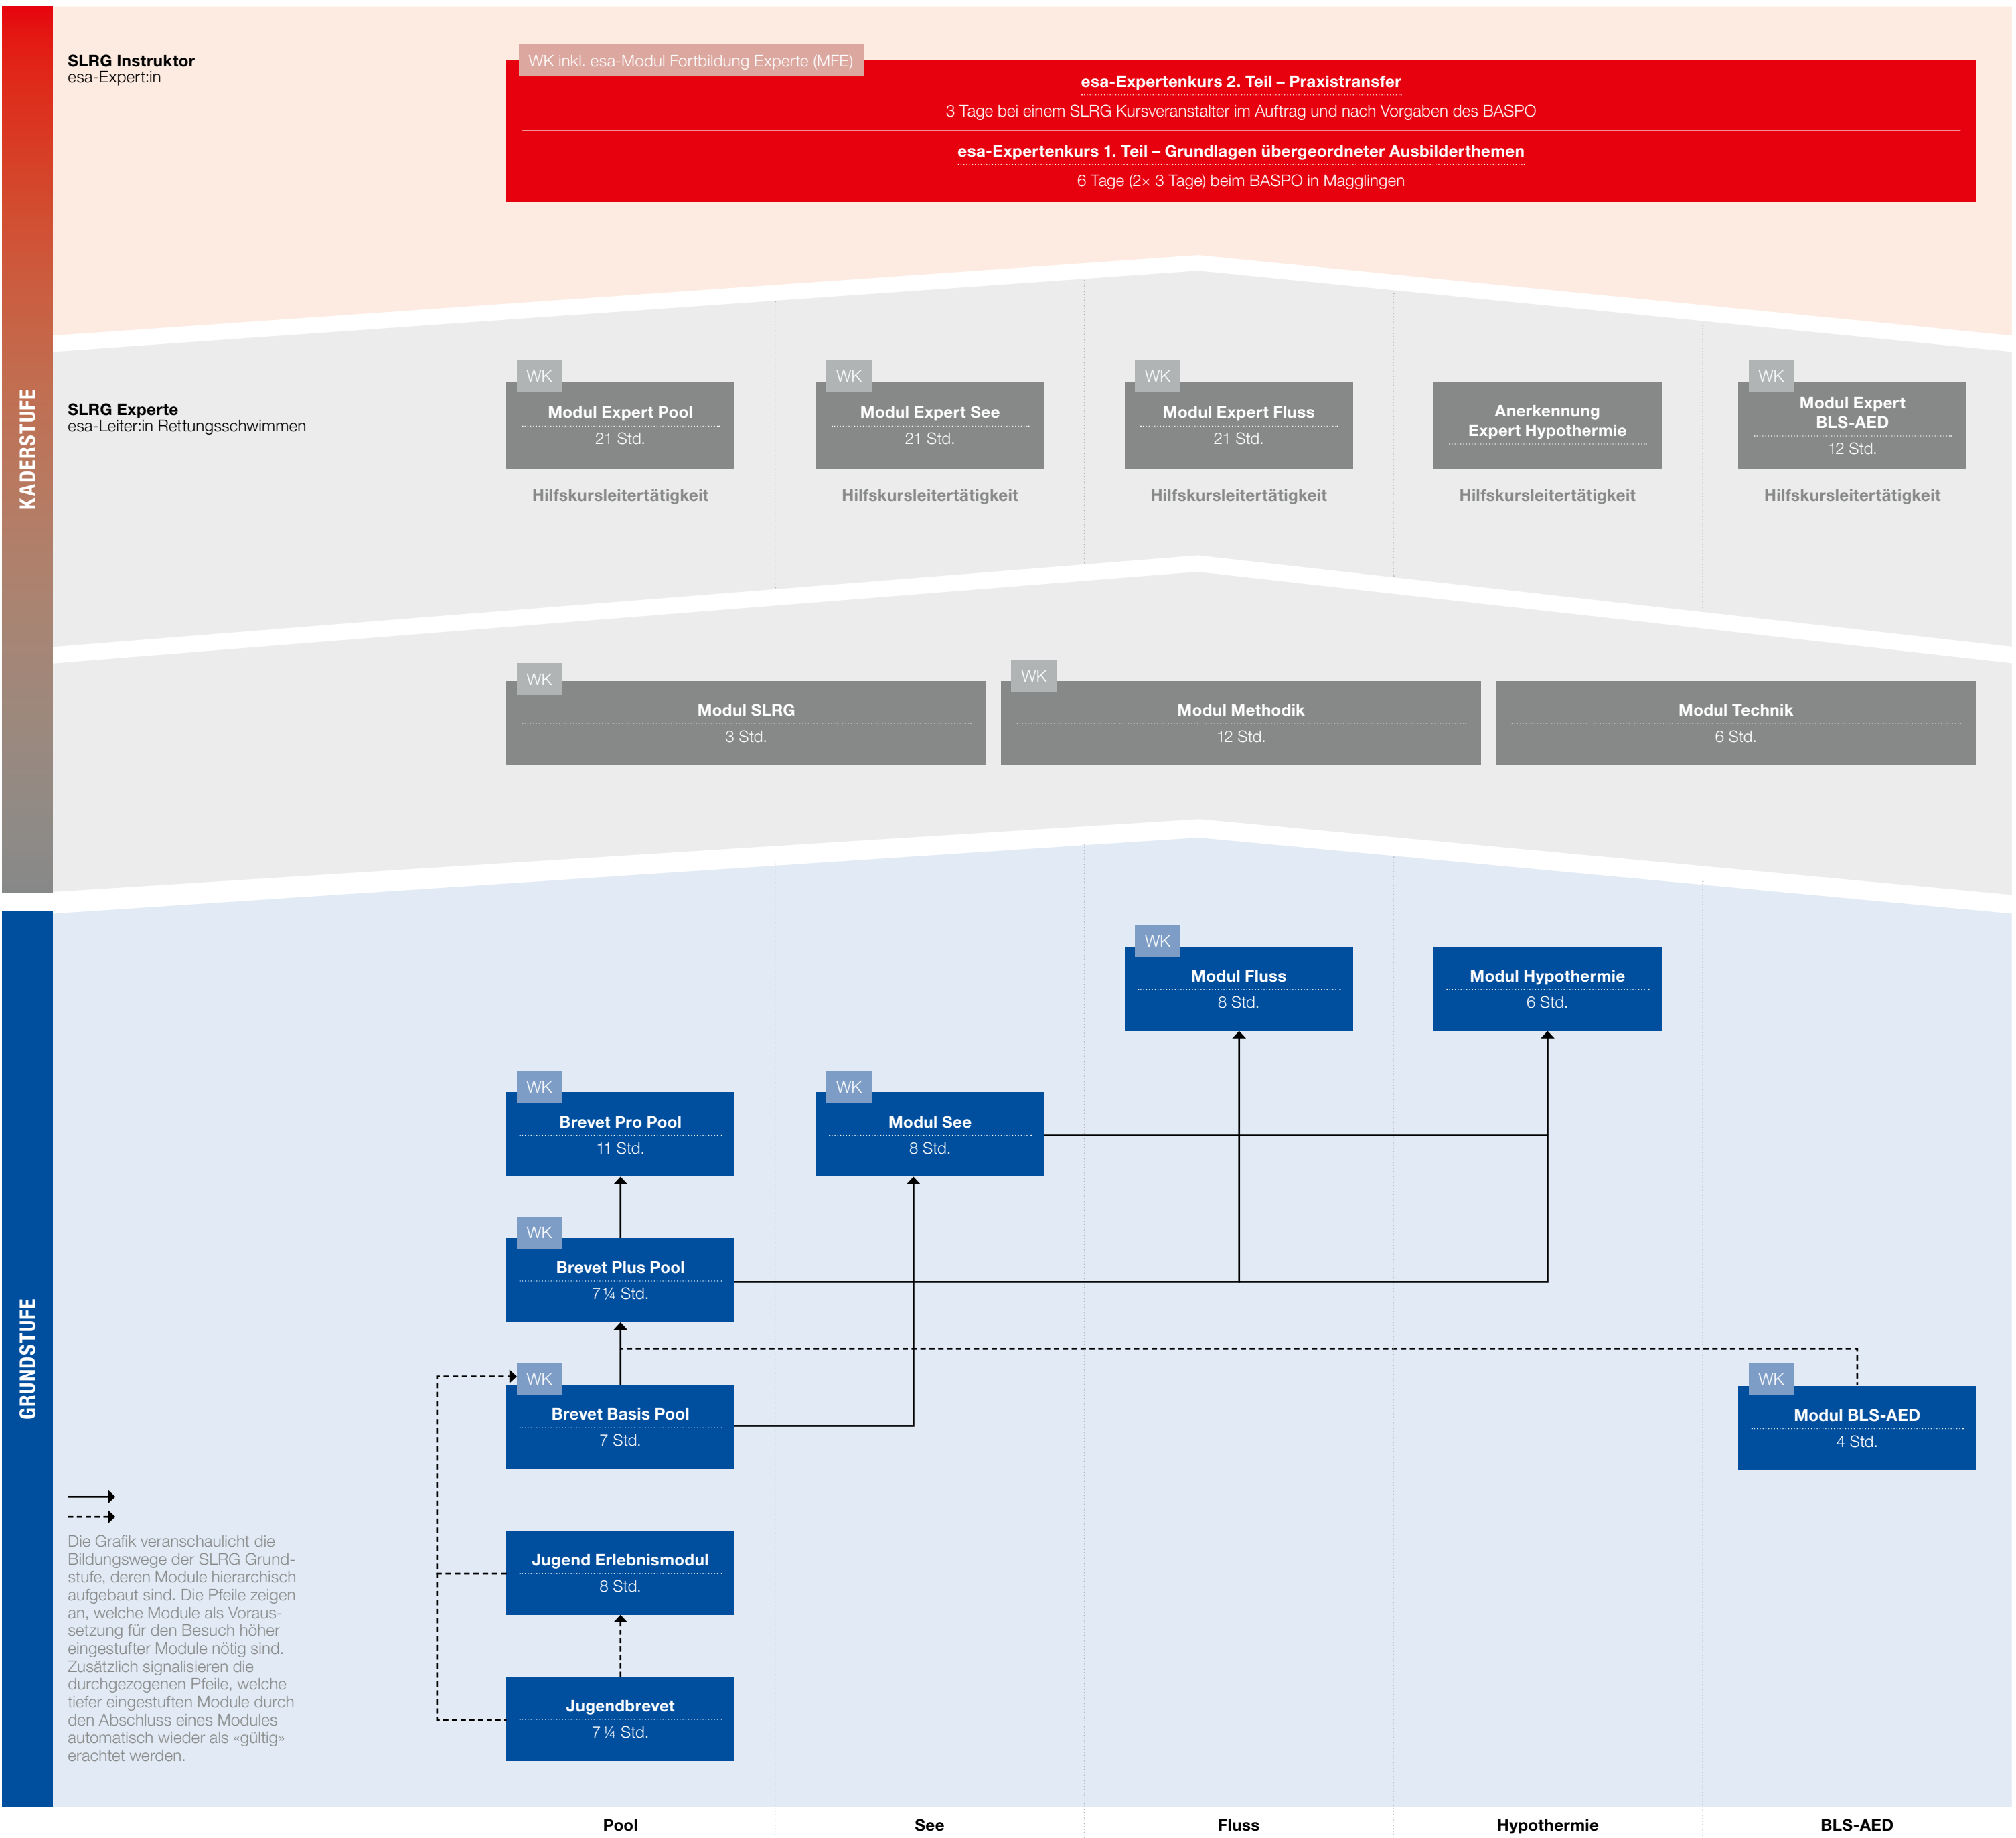 SLRG Instruktor
esa-Expert:in
WK inkl. esa-Modul Fortbildung Experte (MFE)
esa-Expertenkurs 2. Teil – Praxistransfer
3 Tage bei einem SLRG Kursveranstalter im Auftrag und nach Vorgaben des BASPO
esa-Expertenkurs 1. Teil – Grundlagen übergeordneter Ausbilderthemen
6 Tage (2× 3 Tage) beim BASPO in Magglingen
KADERSTUFE
SLRG Experte
esa-Leiter:in Rettungsschwimmen
WK
Modul Expert Pool
21 Std.
Hilfskursleitertätigkeit
WK
Modul Expert See
21 Std.
Hilfskursleitertätigkeit
WK
Modul Expert Fluss
21 Std.
Hilfskursleitertätigkeit
Anerkennung
Expert Hypothermie
Hilfskursleitertätigkeit
WK
Modul Expert
BLS-AED
12 Std.
Hilfskursleitertätigkeit
WK
Modul SLRG
3 Std.
WK
Modul Methodik
12 Std.
Modul Technik
6 Std.
GRUNDSTUFE
WK
Modul Fluss
8 Std.
Modul Hypothermie
6 Std.
WK
Brevet Pro Pool
11 Std.
WK
Modul See
8 Std.
WK
Brevet Plus Pool
7 ¼ Std.
WK
Brevet Basis Pool
7 Std.
WK
Modul BLS-AED
4 Std.
Jugend Erlebnismodul
8 Std.
Jugendbrevet
7 ¼ Std.
Die Grafik veranschaulicht die
Bildungswege der SLRG Grund-
stufe, deren Module hierarchisch
aufgebaut sind. Die Pfeile zeigen
an, welche Module als Voraus-
setzung für den Besuch höher
eingestufter Module nötig sind.
Zusätzlich signalisieren die
durchgezogenen Pfeile, welche
tiefer eingestuften Module durch
den Abschluss eines Modules
automatisch wieder als «gültig»
erachtet werden.
Pool
See
Fluss
Hypothermie
BLS-AED